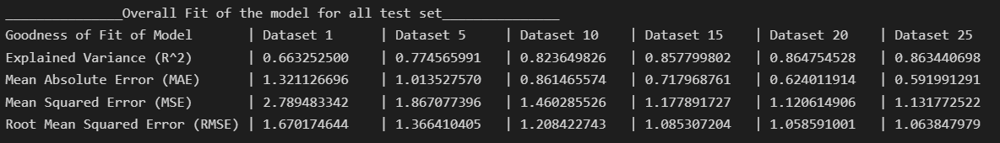 _______________Overall Fit of the model for all test set_______________
Goodness of Fit of Model | Dataset 1 | Dataset 5 | Dataset 10 | Dataset 15 | Dataset 20 | Dataset 25
Explained Variance (R^2) | 0.663252500 | 0.774565991 | 0.823649826 | 0.857799802 | 0.864754528 | 0.863440698
Mean Absolute Error (MAE) | 1.321126696 | 1.013527570 | 0.861465574 | 0.717968761 | 0.624011914 | 0.591991291
Mean Squared Error (MSE) | 2.789483342 | 1.867077396 | 1.460285526 | 1.177891727 | 1.120614906 | 1.131772522
Root Mean Squared Error (RMSE) | 1.670174644 | 1.366410405 | 1.208422743 | 1.085307204 | 1.058591001 | 1.063847979